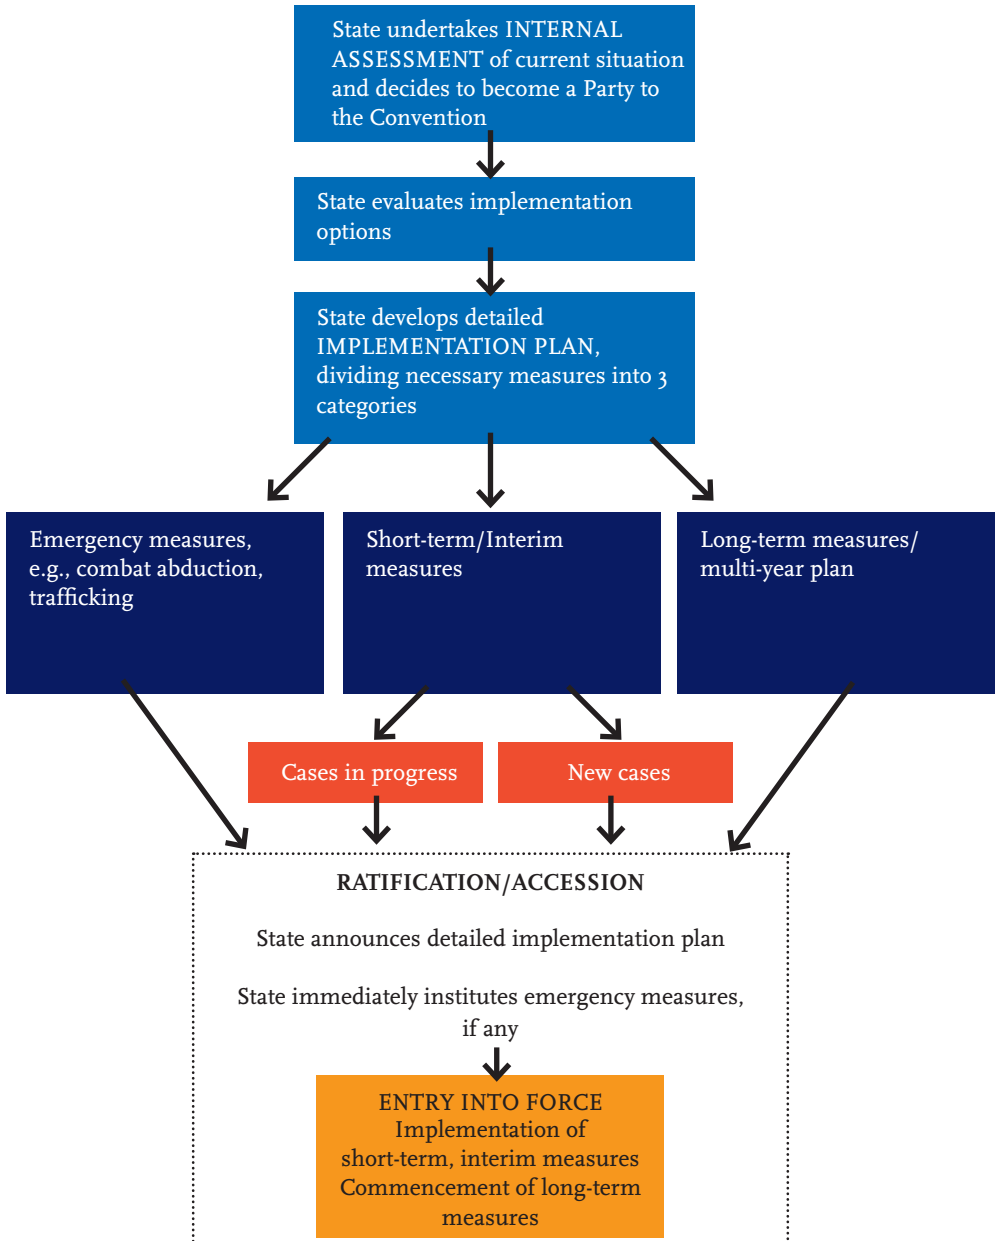 State undertakes INTERNAL
ASSESSMENT of current situation
and decides to become a Party to
the Convention
State evaluates implementation
options
State develops detailed
IMPLEMENTATION PLAN,
dividing necessary measures into 3
categories
Emergency measures,
e.g., combat abduction,
trafficking
Short-term/Interim
measures
Long-term measures/
multi-year plan
Cases in progress
New cases
RATIFICATION/ACCESSION
State announces detailed implementation plan
State immediately institutes emergency measures,
if any
ENTRY INTO FORCE
Implementation of
short-term, interim measures
Commencement of long-term
measures